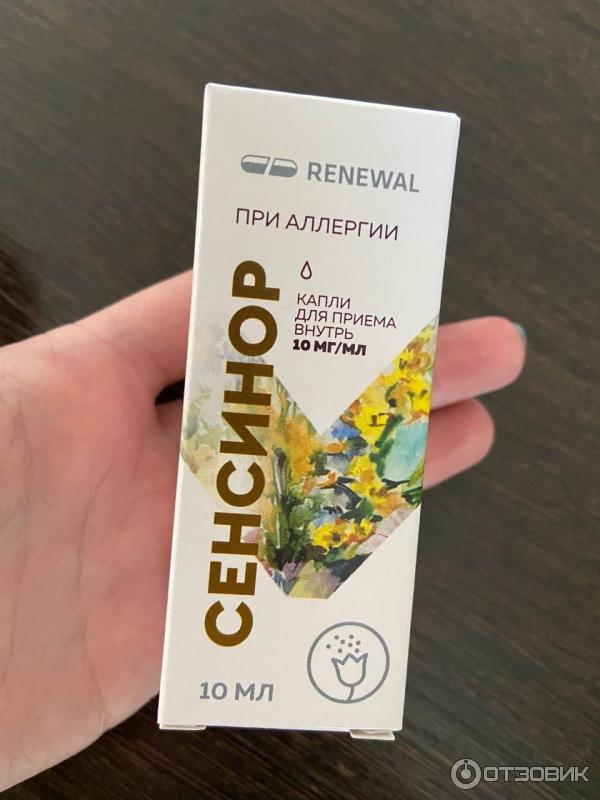 RENEWAL
ПРИ АЛЛЕРГИИ
КАПЛИ
ДЛЯ ПРИЕМА
ВНУТРЬ
10 МГ/МЛ
СЕНСИНОР
10 МЛ
ОТЗОВИК